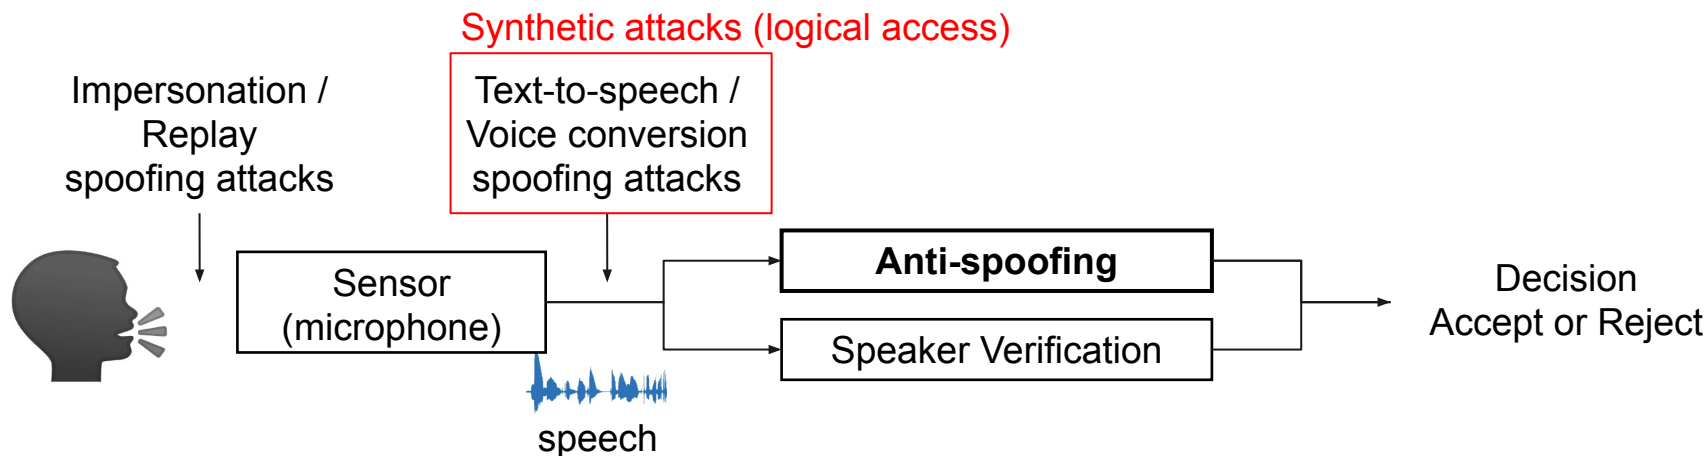 Synthetic attacks (logical access)
Impersonation /
Replay
spoofing attacks
Text-to-speech /
Voice conversion
spoofing attacks
Sensor
(microphone)
speech
Anti-spoofing
Speaker Verification
Decision
Accept or Reject